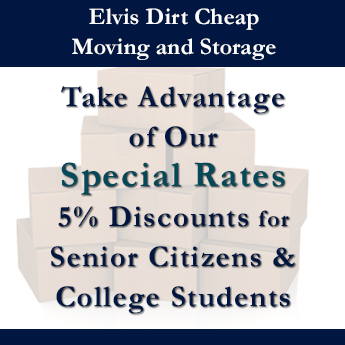 Elvis Dirt Cheap
Moving and Storage
Take Advantage
of Our
Special Rates
5% Discounts for
Senior Citizens &
College Students